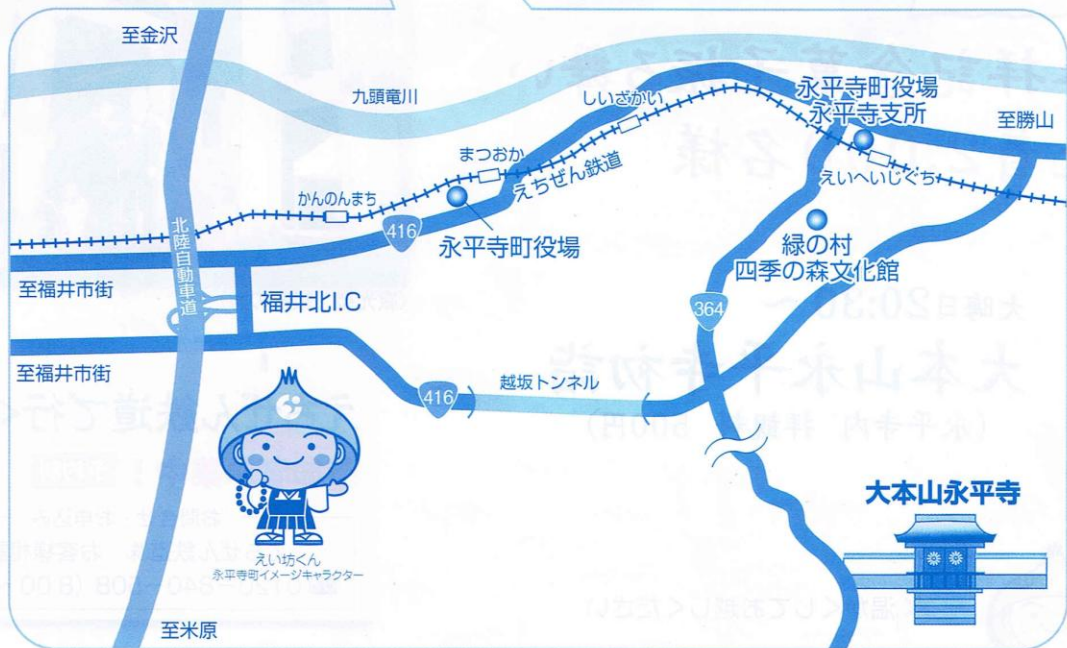 至金沢
九頭竜川
しいざかい
永平寺町役場
永平寺支所
至勝山
まつおか
えちぜん鉄道
えいへいじぐち
かんのんまち
416
永平寺町役場
緑の村
四季の森文化館
北陸自動車道
至福井市街
福井北I.C
364
至福井市街
416
越坂トンネル
大本山永平寺
えい坊くん
永平寺町イメージキャラクター
至米原